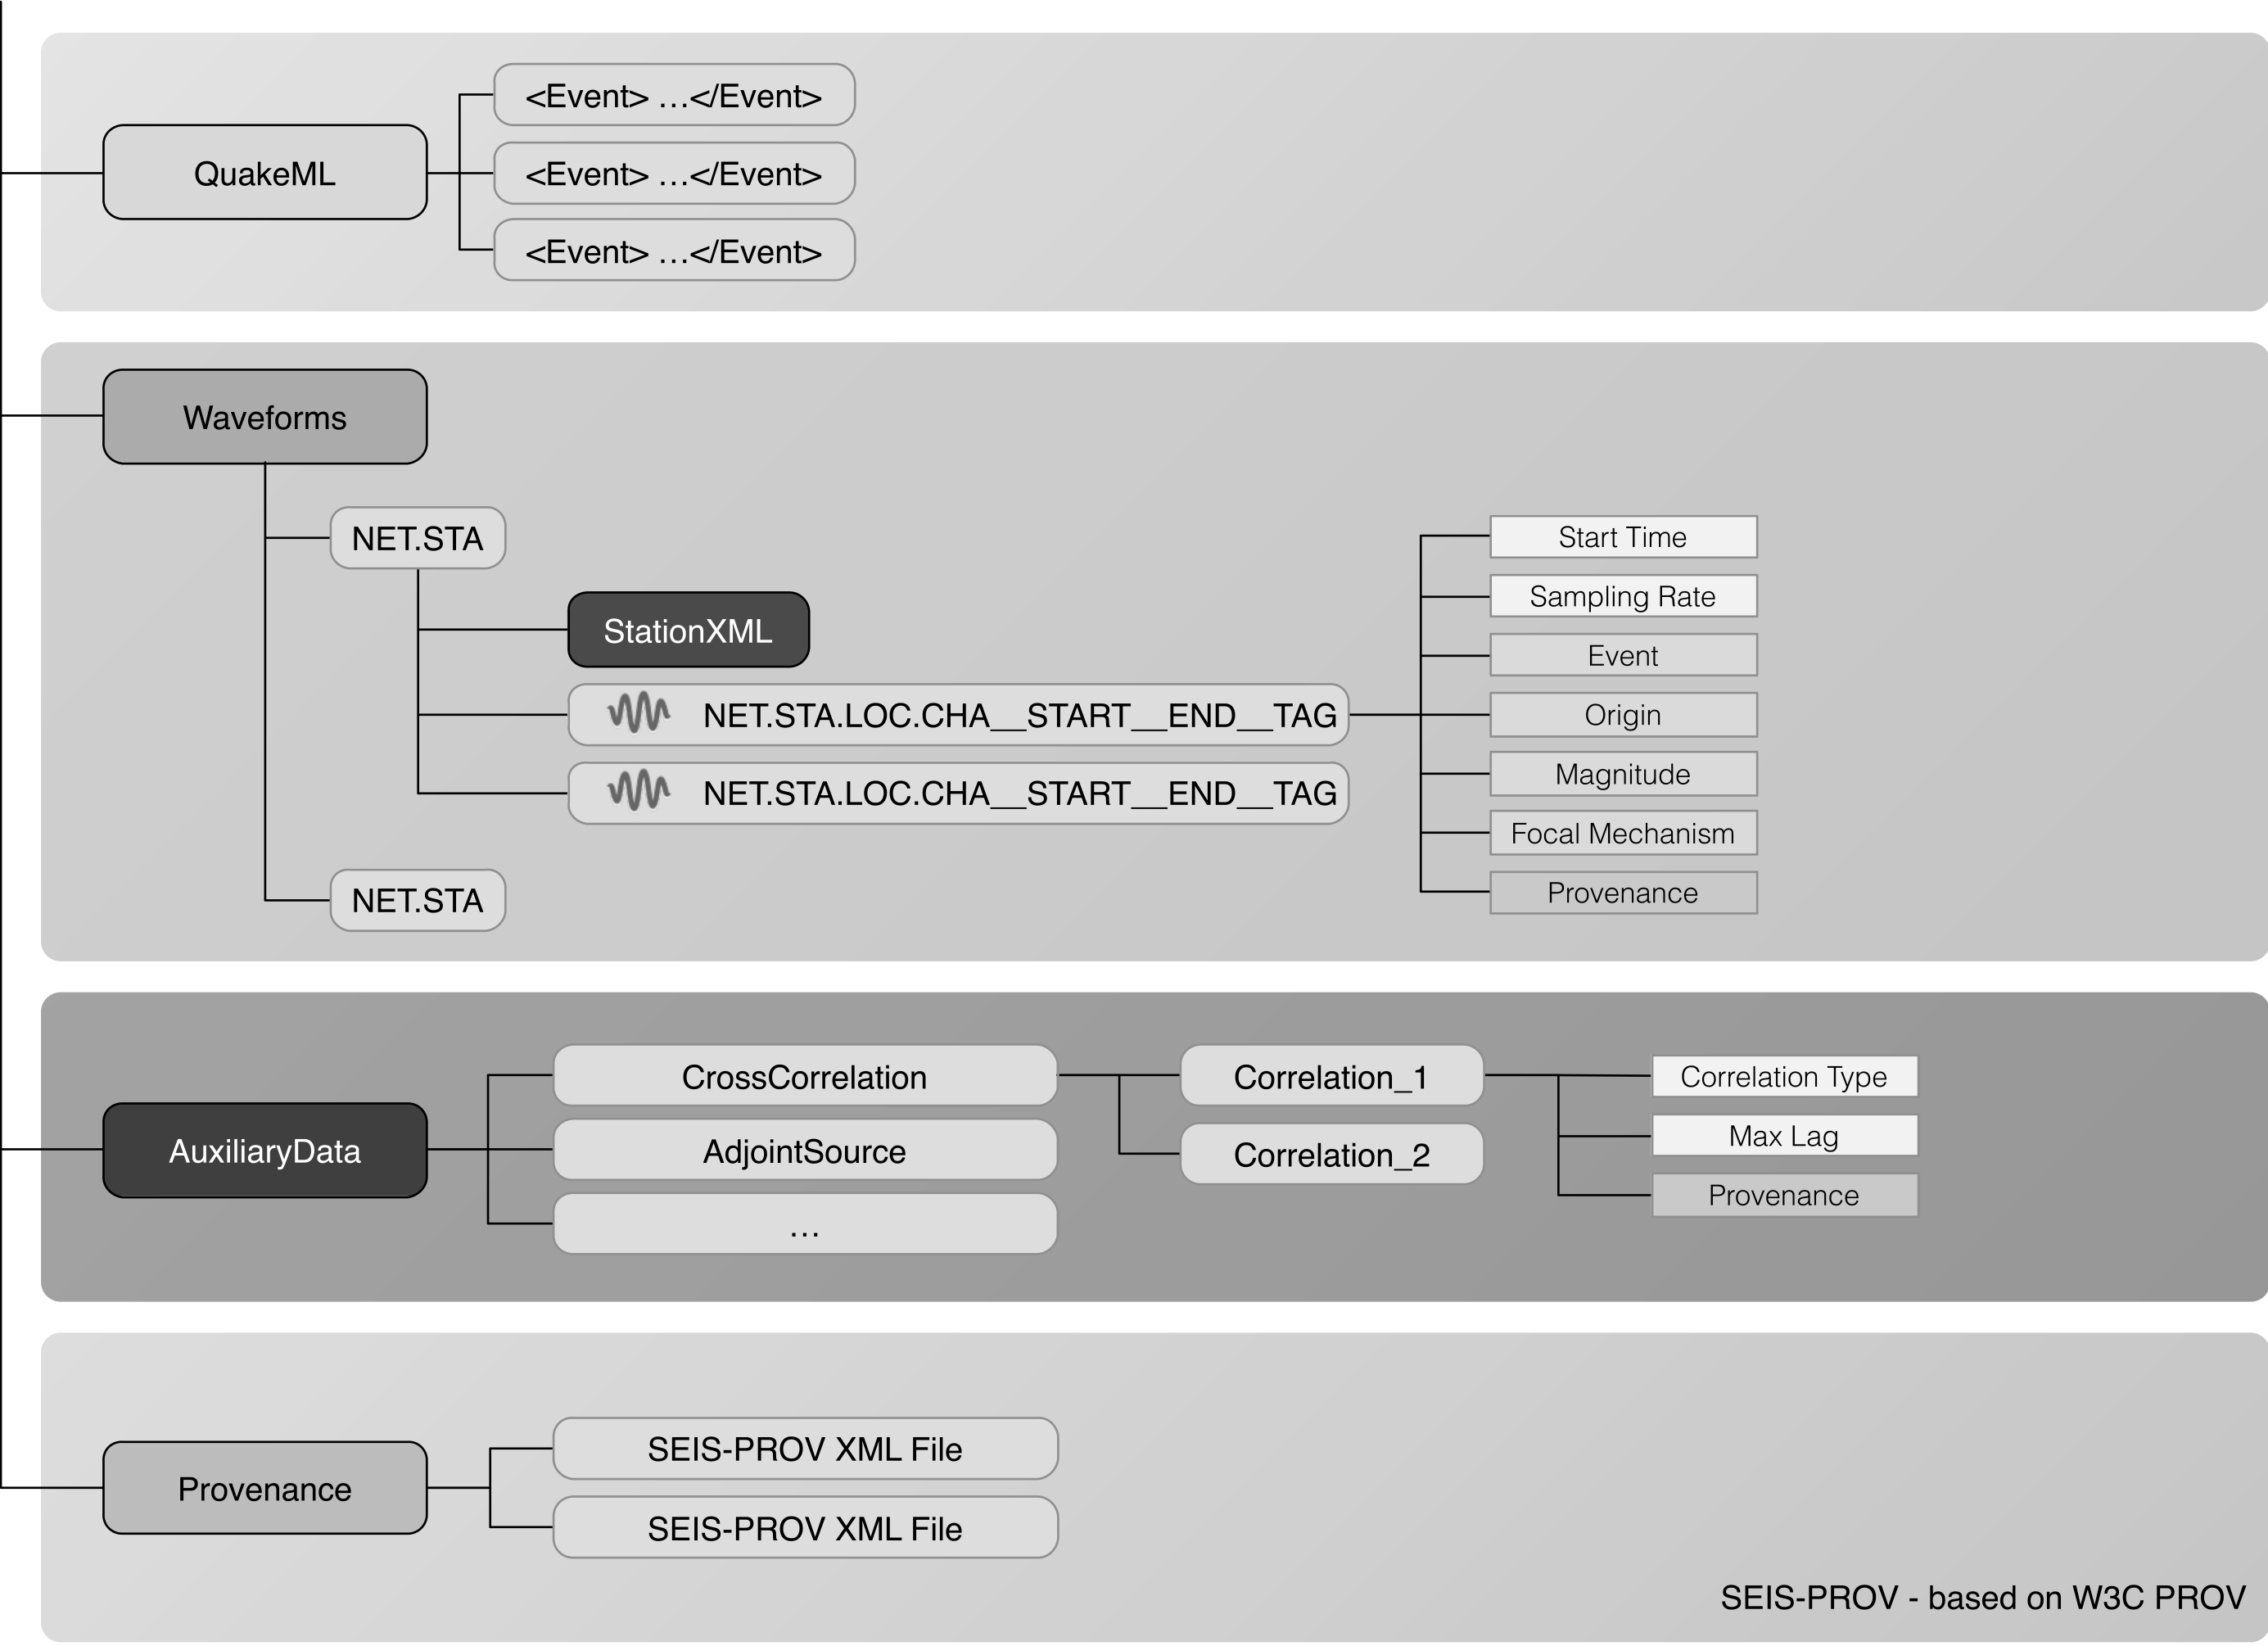 <Event> …</Event>
QuakeML
<Event> …</Event>
<Event> …</Event>
Waveforms
NET.STA
StationXML
NET.STA.LOC.CHA__START__END__TAG
NET.STA.LOC.CHA__START__END__TAG
NET.STA
Start Time
Sampling Rate
Event
Origin
Magnitude
Focal Mechanism
Provenance
AuxiliaryData
CrossCorrelation
AdjointSource
…
Correlation_1
Correlation_2
Correlation Type
Max Lag
Provenance
Provenance
SEIS-PROV XML File
SEIS-PROV XML File
SEIS-PROV - based on W3C PROV